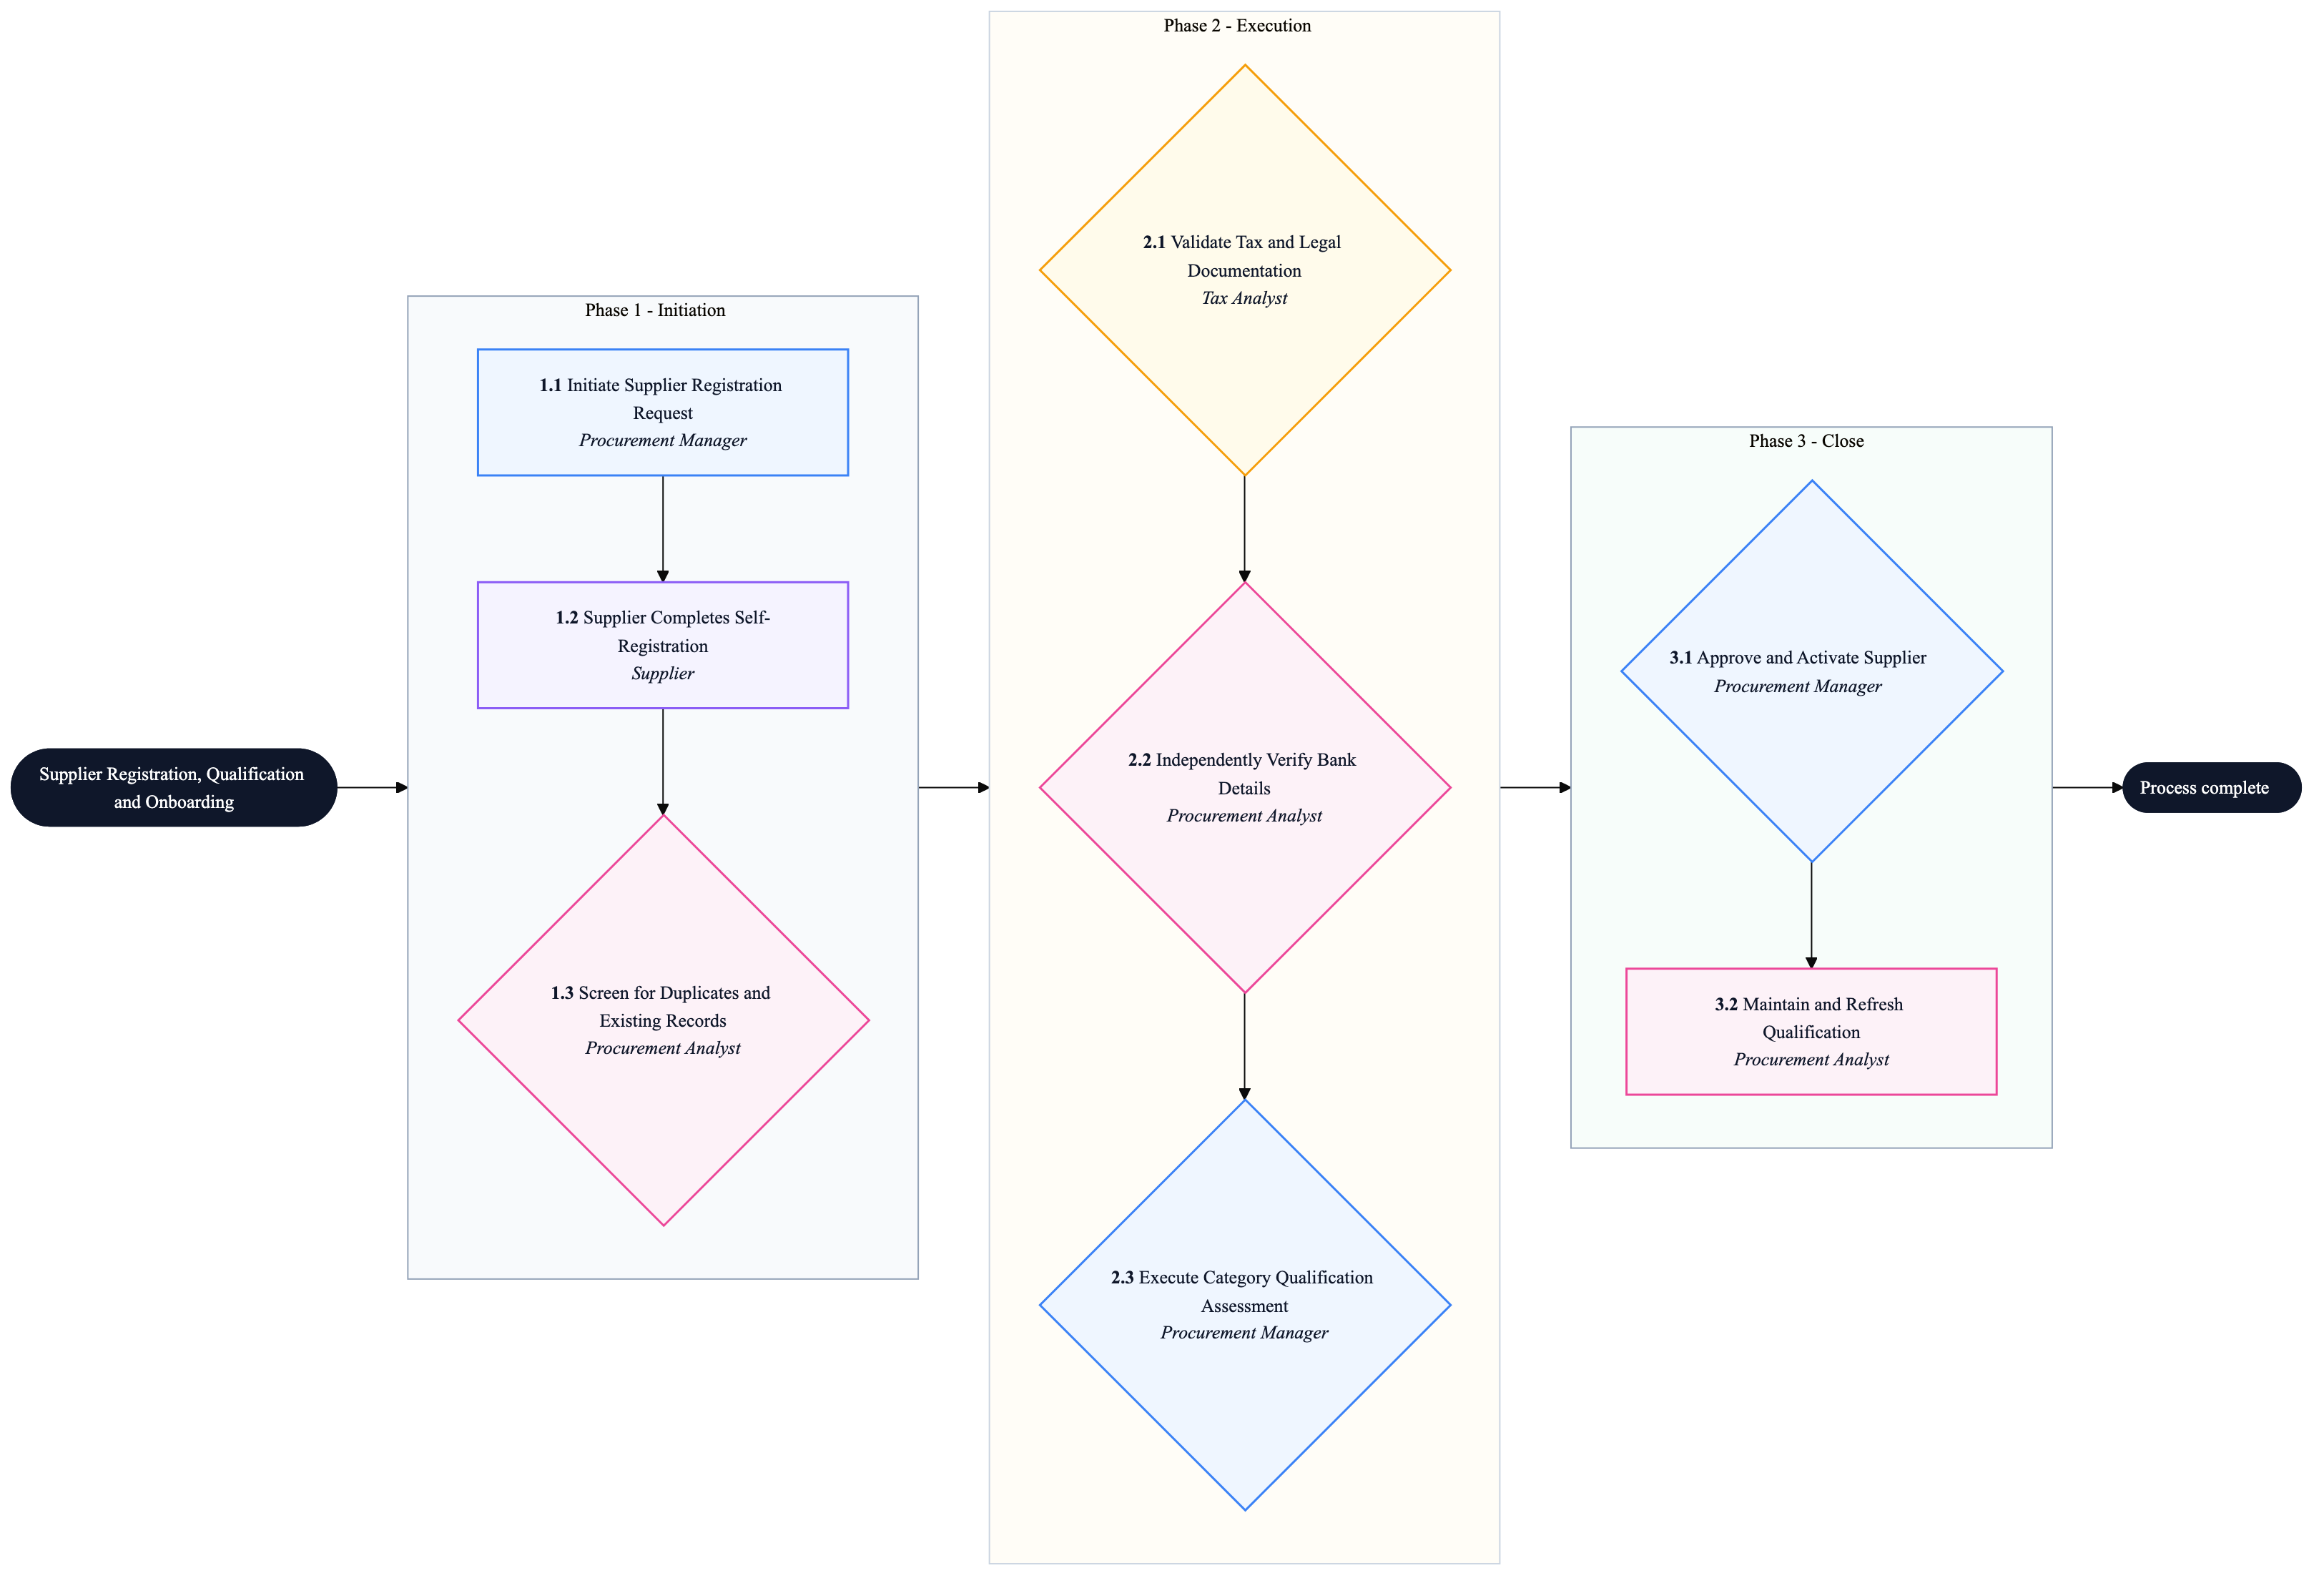 Supplier Registration, Qualification
and Onboarding
Phase 1 - Initiation
1.1 Initiate Supplier Registration
Request
Procurement Manager
1.2 Supplier Completes Self-
Registration
Supplier
1.3 Screen for Duplicates and
Existing Records
Procurement Analyst
Phase 2 - Execution
2.1 Validate Tax and Legal
Documentation
Tax Analyst
2.2 Independently Verify Bank
Details
Procurement Analyst
2.3 Execute Category Qualification
Assessment
Procurement Manager
Phase 3 - Close
3.1 Approve and Activate Supplier
Procurement Manager
3.2 Maintain and Refresh
Qualification
Procurement Analyst
Process complete